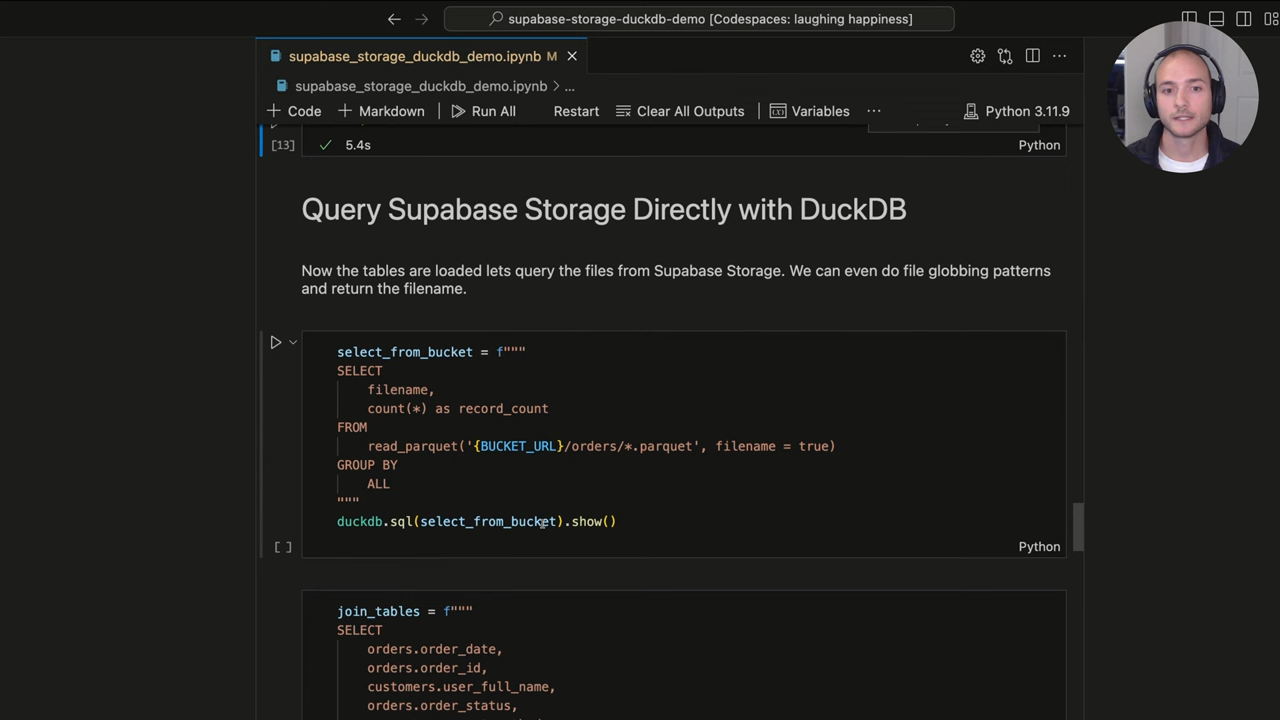 supabase-storage-duckdb-demo [Codespaces: laughing happiness]
supabase_storage_duckdb_demo.ipynb M
supabase_storage_duckdb_demo.ipynb > ...
+ Code + Markdown Run All Restart Clear All Outputs Variables ... Python 3.11.9
[13] 5.4s Python
Query Supabase Storage Directly with DuckDB
Now the tables are loaded lets query the files from Supabase Storage. We can even do file globbing patterns
and return the filename.
select_from_bucket = f"""
SELECT
filename,
count(*) as record_count
FROM
read_parquet('{BUCKET_URL}/orders/*.parquet', filename = true)
GROUP BY
ALL
"""
duckdb.sql(select_from_bucket).show()
[ ] Python
join_tables = f"""
SELECT
orders.order_date,
orders.order_id,
customers.user_full_name,
orders.order_status,